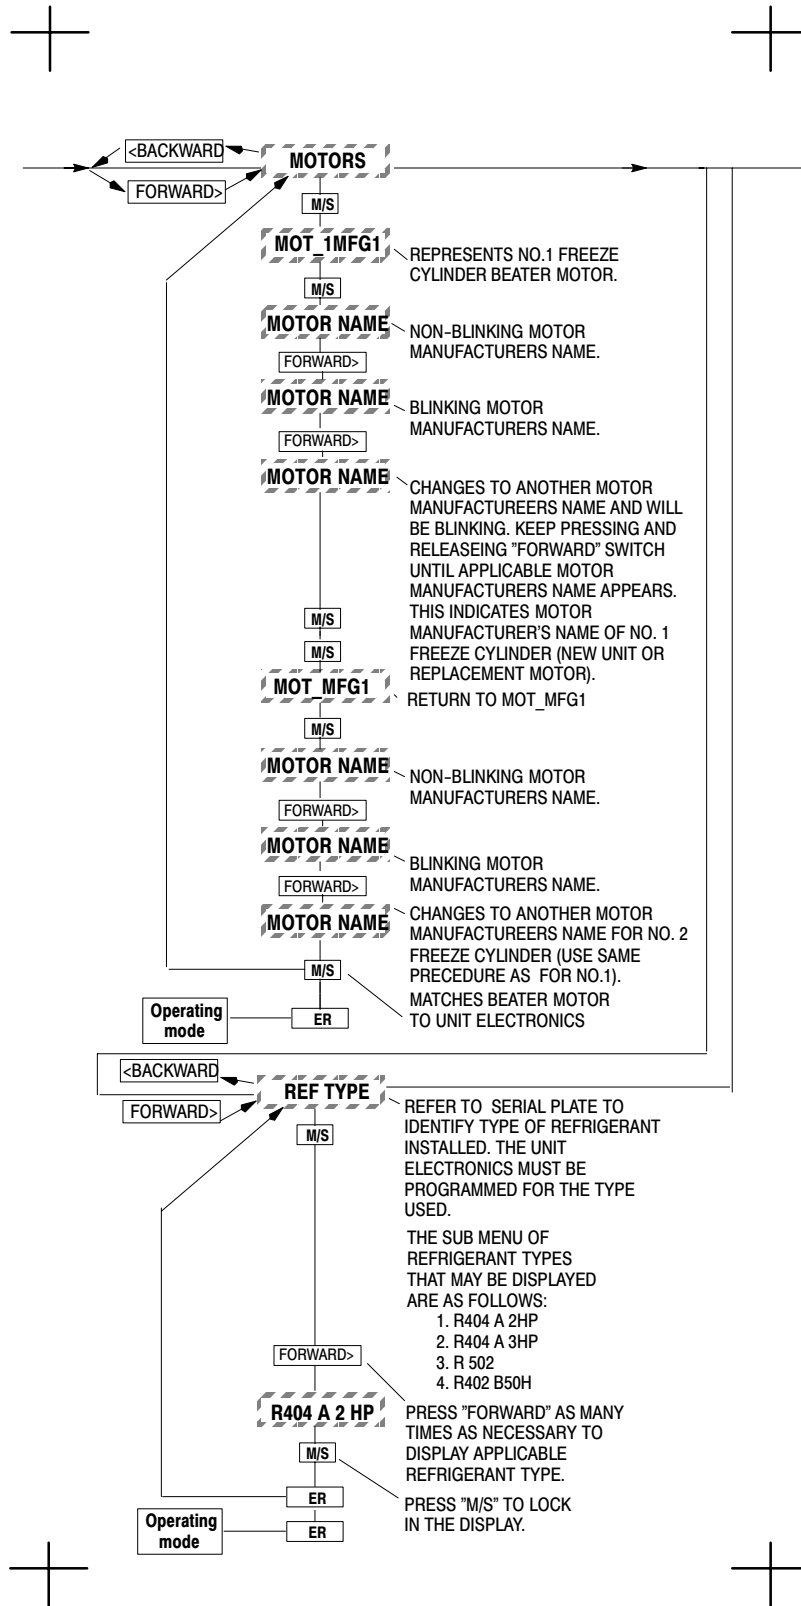 <BACKWARD
MOTORS
FORWARD>
M/S
MOT_1MFG1
REPRESENTS NO.1 FREEZE
CYLINDER BEATER MOTOR.
M/S
MOTOR NAME
NON-BLINKING MOTOR
MANUFACTURERS NAME.
FORWARD>
MOTOR NAME
BLINKING MOTOR
MANUFACTURERS NAME.
FORWARD>
MOTOR NAME
CHANGES TO ANOTHER MOTOR
MANUFACTUREERS NAME AND WILL
BE BLINKING. KEEP PRESSING AND
RELEASEING "FORWARD" SWITCH
UNTIL APPLICABLE MOTOR
MANUFACTURERS NAME APPEARS.
THIS INDICATES MOTOR
MANUFACTURER'S NAME OF NO. 1
FREEZE CYLINDER (NEW UNIT OR
REPLACEMENT MOTOR).
M/S
M/S
MOT_MFG1
RETURN TO MOT_MFG1
M/S
MOTOR NAME
NON-BLINKING MOTOR
MANUFACTURERS NAME.
FORWARD>
MOTOR NAME
BLINKING MOTOR
MANUFACTURERS NAME.
FORWARD>
MOTOR NAME
CHANGES TO ANOTHER MOTOR
MANUFACTUREERS NAME FOR NO. 2
FREEZE CYLINDER (USE SAME
PRECEDURE AS FOR NO.1).
M/S
MATCHES BEATER MOTOR
TO UNIT ELECTRONICS
Operating
mode
ER
<BACKWARD
REF TYPE
FORWARD>
REFER TO SERIAL PLATE TO
IDENTIFY TYPE OF REFRIGERANT
INSTALLED. THE UNIT
ELECTRONICS MUST BE
PROGRAMMED FOR THE TYPE
USED.
M/S
THE SUB MENU OF
REFRIGERANT TYPES
THAT MAY BE DISPLAYED
ARE AS FOLLOWS:
1. R404 A 2HP
2. R404 A 3HP
3. R 502
4. R402 B50H
FORWARD>
R404 A 2 HP
PRESS "FORWARD" AS MANY
TIMES AS NECESSARY TO
DISPLAY APPLICABLE
REFRIGERANT TYPE.
M/S
PRESS "M/S" TO LOCK
IN THE DISPLAY.
ER
Operating
mode
ER